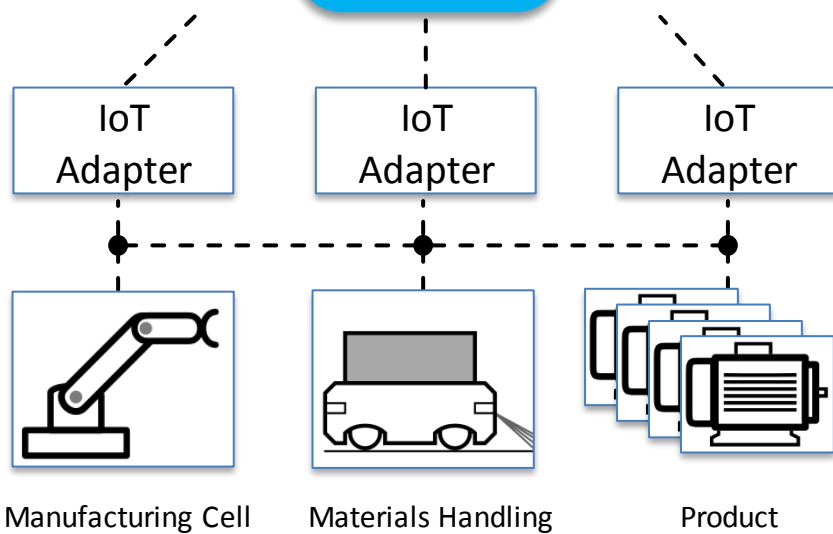 IoT
Adapter
IoT
Adapter
IoT
Adapter
Manufacturing Cell
Materials Handling
Product